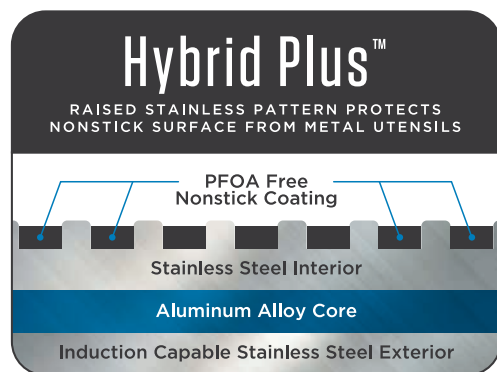 Hybrid Plus™
RAISED STAINLESS PATTERN PROTECTS
NONSTICK SURFACE FROM METAL UTENSILS
PFOA Free
Nonstick Coating
Stainless Steel Interior
Aluminum Alloy Core
Induction Capable Stainless Steel Exterior